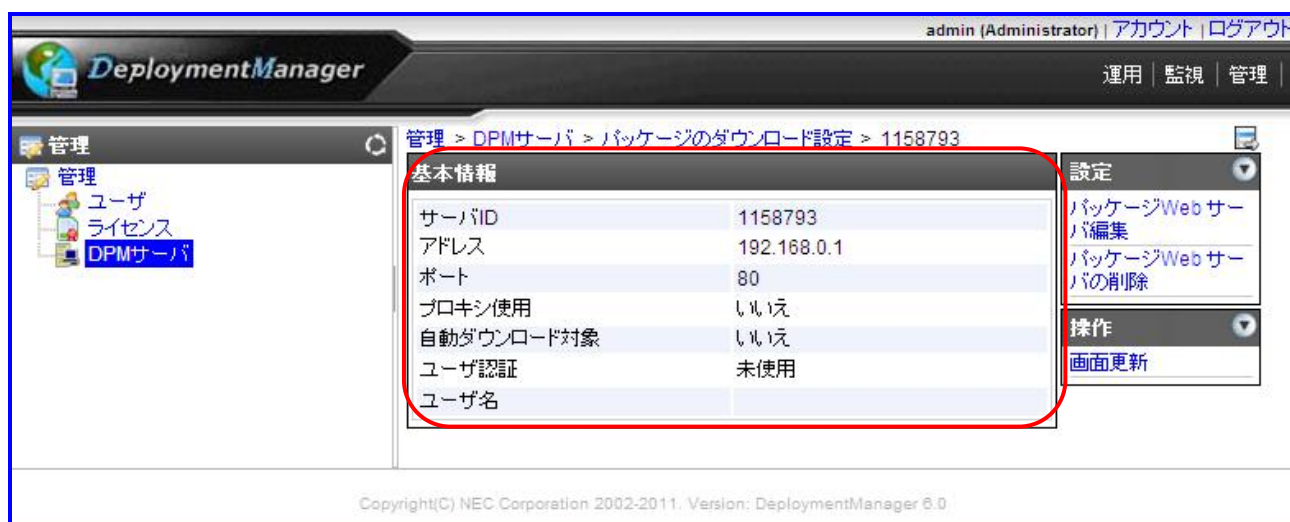 admin (Administrator) | アカウント | ログアウト
DeploymentManager
運用 | 監視 | 管理 |
管理
管理
ユーザ
ライセンス
DPMサーバ
管理 > DPMサーバ > パッケージのダウンロード設定 > 1158793
基本情報
サーバID 1158793
アドレス 192.168.0.1
ポート 80
プロキシ使用 いいえ
自動ダウンロード対象 いいえ
ユーザ認証 未使用
ユーザ名
設定
パッケージWeb サー
バ編集
パッケージWeb サー
バの削除
操作
画面更新
Copyright(C) NEC Corporation 2002-2011. Version: DeploymentManager 6.0